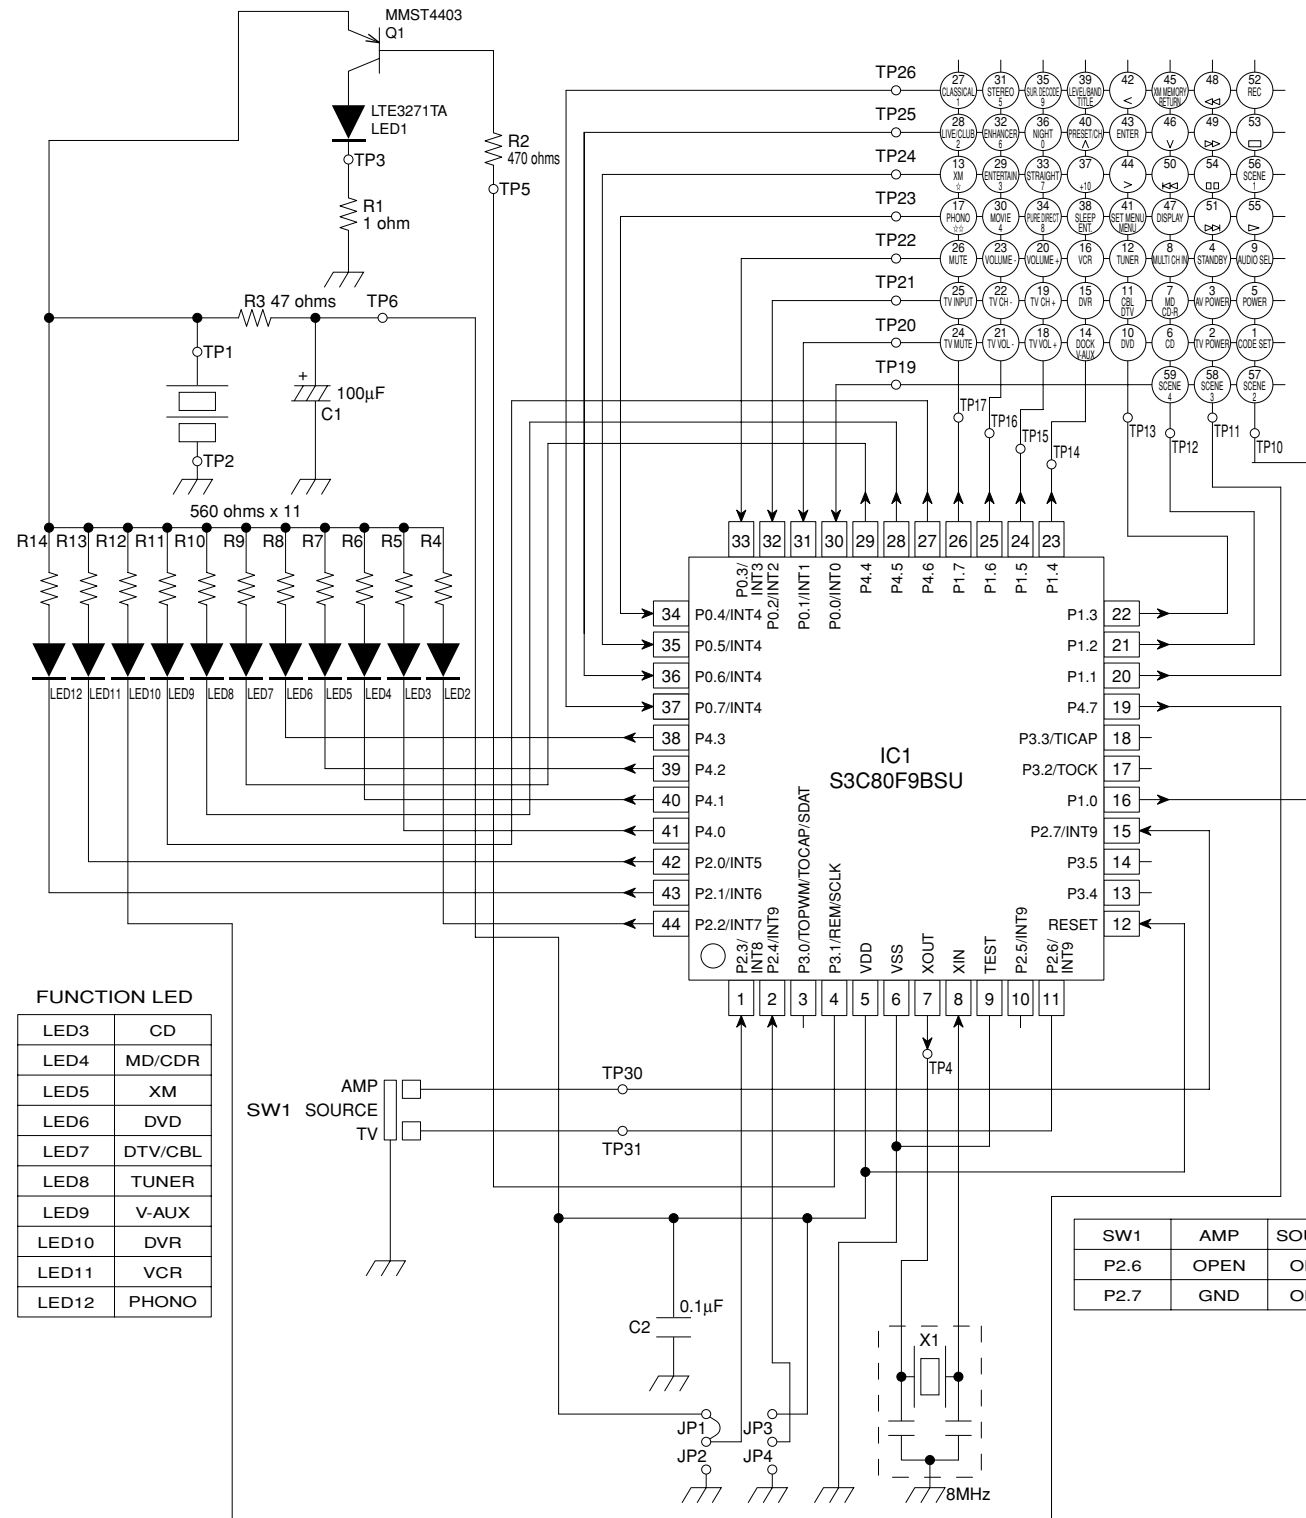 MMST4403
Q1
LTE3271TA
LED1
TP3
R1
1 ohm
R2
470 ohms
TP5
R3 47 ohms
TP6
TP1
TP2
+
100µF
C1
560 ohms x 11
R14 R13 R12 R11 R10 R9 R8 R7 R6 R5 R4
LED12 LED11 LED10 LED9 LED8 LED7 LED6 LED5 LED4 LED3 LED2
TP26
TP25
TP24
TP23
TP22
TP21
TP20
TP19
27 CLASSICAL 1
31 STEREO 5
35 SUR. DECODE 9
39 LEVEL/BAND TITLE
42 <
45 XM MEMORY RETURN
48
52 REC
28 LIVE/CLUB 2
32 ENHANCER 6
36 NIGHT 0
40 PRESET/CH
43 ENTER
46
49
53
13 XM ☆
29 ENTERTAIN 3
33 STRAIGHT 7
37 +10
44 >
50
54
56 SCENE 1
17 PHONO ☆☆
30 MOVIE 4
34 PURE DIRECT 8
38 SLEEP ENT.
41 SET MENU MENU
47 DISPLAY
51
55
26 MUTE
23 VOLUME -
20 VOLUME +
16 VCR
12 TUNER
8 MULTI CH IN
4 STANDBY
9 AUDIO SEL
25 TV INPUT
22 TV CH -
19 TV CH +
15 DVR
11 CBL DTV
7 MD CD-R
3 AV POWER
5 POWER
24 TV MUTE
21 TV VOL -
18 TV VOL +
14 DOCK V-AUX
10 DVD
6 CD
2 TV POWER
1 CODE SET
59 SCENE 4
58 SCENE 3
57 SCENE 2
TP17
TP16
TP15
TP14
TP13
TP12
TP11
TP10
33 32 31 30 29 28 27 26 25 24 23
P0.3/
INT3
P0.2/INT2
P0.1/INT1
P0.0/INT0
P4.4
P4.5
P4.6
P1.7
P1.6
P1.5
P1.4
34 P0.4/INT4
35 P0.5/INT4
36 P0.6/INT4
37 P0.7/INT4
38 P4.3
39 P4.2
40 P4.1
41 P4.0
42 P2.0/INT5
43 P2.1/INT6
44 P2.2/INT7
IC1
S3C80F9BSU
P1.3 22
P1.2 21
P1.1 20
P4.7 19
P3.3/TICAP 18
P3.2/TOCK 17
P1.0 16
P2.7/INT9 15
P3.5 14
P3.4 13
RESET 12
P2.3/
INT8
P2.4/INT9
P3.0/TOPWM/TOCAP/SDAT
P3.1/REM/SCLK
VDD
VSS
XOUT
XIN
TEST
P2.5/INT9
P2.6/
INT9
1 2 3 4 5 6 7 8 9 10 11
TP4
FUNCTION LED
LED3 CD
LED4 MD/CDR
LED5 XM
LED6 DVD
LED7 DTV/CBL
LED8 TUNER
LED9 V-AUX
LED10 DVR
LED11 VCR
LED12 PHONO
SW1
AMP
SOURCE
TV
TP30
TP31
0.1µF
C2
JP1
JP2
JP3
JP4
X1
8MHz
SW1 AMP
P2.6 OPEN
P2.7 GND